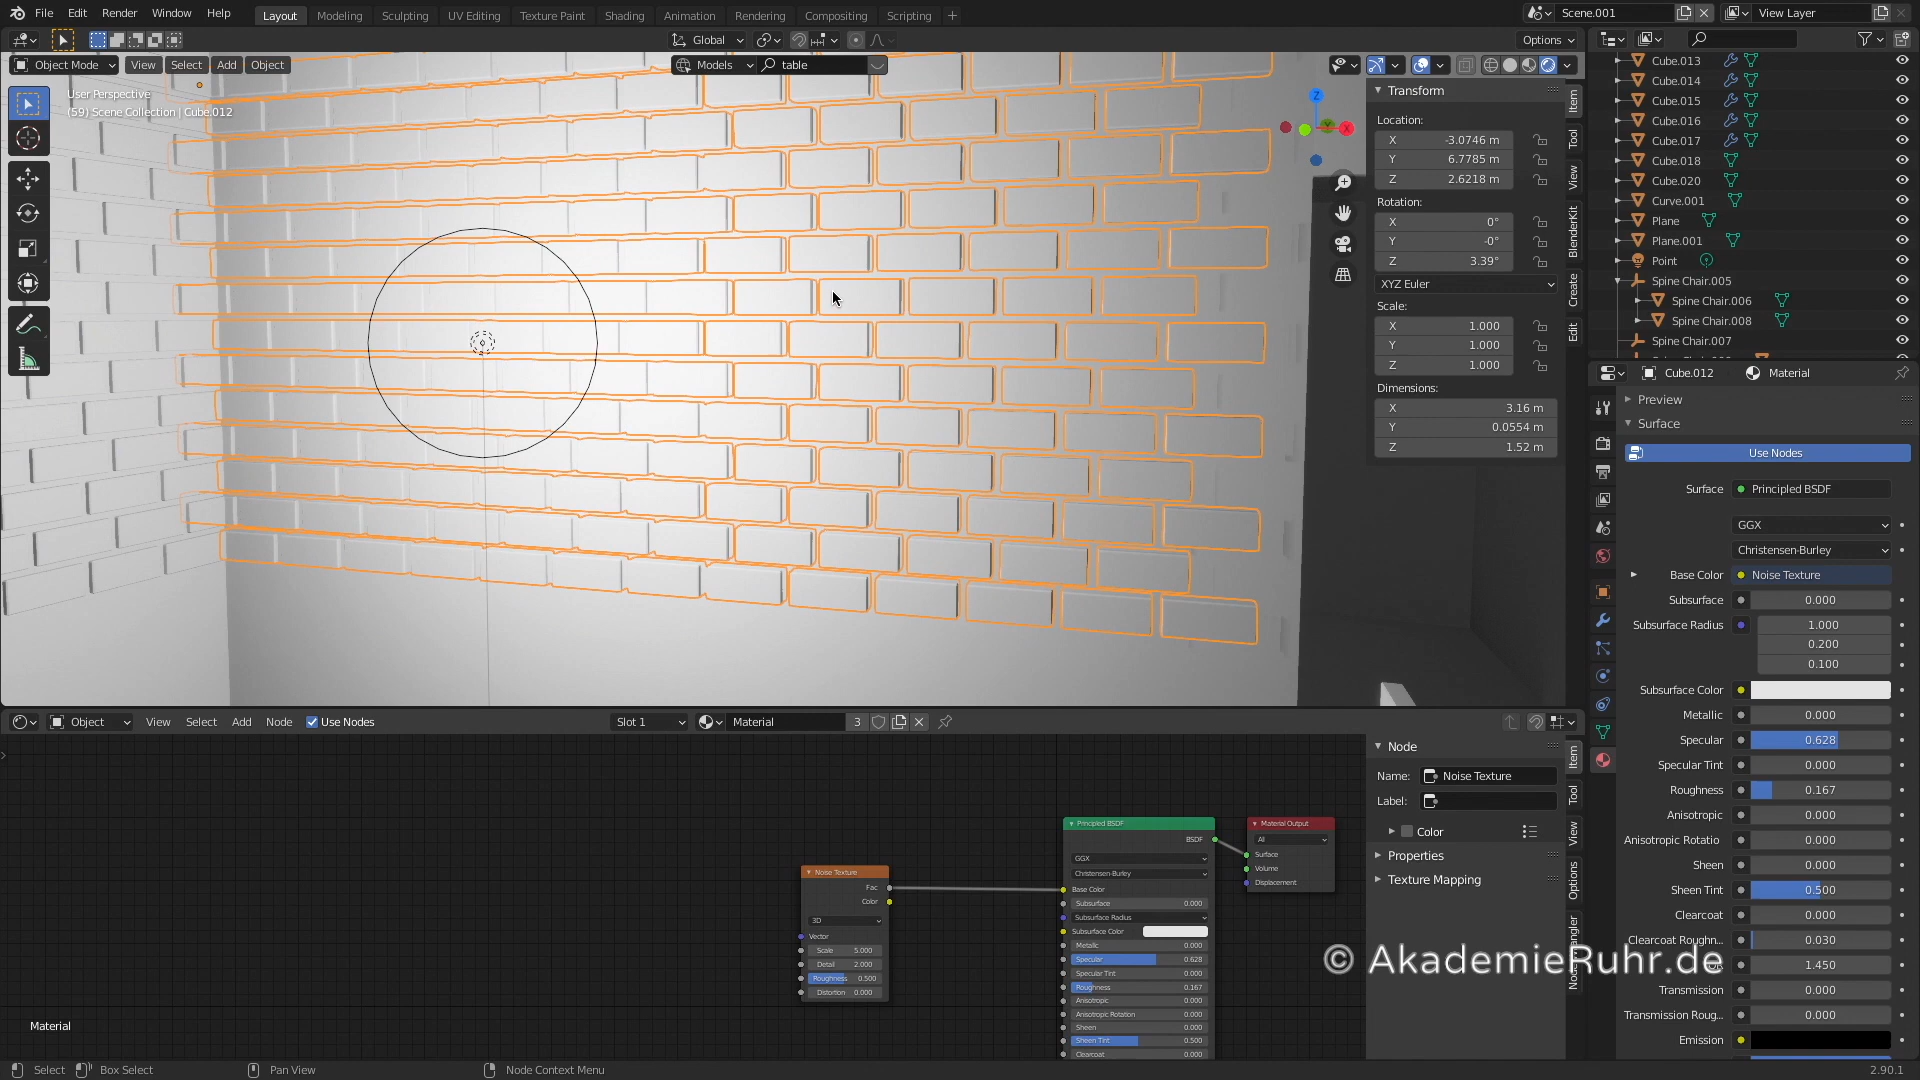 File Edit Render Window Help Layout Modeling Sculpting UV Editing Texture Paint Shading Animation Rendering Compositing Scripting + Scene.001 View Layer
Global Options
Object Mode View Select Add Object Models table
User Perspective
(59) Scene Collection | Cube.012
Z
Y
X
Transform
Location:
X -3.0746 m
Y 6.7785 m
Z 2.6218 m
Rotation:
X 0°
Y -0°
Z 3.39°
XYZ Euler
Scale:
X 1.000
Y 1.000
Z 1.000
Dimensions:
X 3.16 m
Y 0.0554 m
Z 1.52 m
Item
Tool
View
BlenderKit
Create
Edit
Cube.013
Cube.014
Cube.015
Cube.016
Cube.017
Cube.018
Cube.020
Curve.001
Plane
Plane.001
Point
Spine Chair.005
Spine Chair.006
Spine Chair.008
Spine Chair.007
Cube.012 Material
Preview
Surface
Use Nodes
Surface Principled BSDF
GGX
Christensen-Burley
Base Color Noise Texture
Subsurface 0.000
Subsurface Radius 1.000
0.200
0.100
Subsurface Color
Metallic 0.000
Specular 0.628
Specular Tint 0.000
Roughness 0.167
Anisotropic 0.000
Anisotropic Rotatio 0.000
Sheen 0.000
Sheen Tint 0.500
Clearcoat 0.000
Clearcoat Roughn... 0.030
1.450
Transmission 0.000
Transmission Roug... 0.000
Emission
Object View Select Add Node Use Nodes Slot 1 Material 3
Node
Name: Noise Texture
Label:
Color
Properties
Texture Mapping
Item
Tool
View
Options
Noise Texture
Fac
Color
3D
Vector
Scale 5.000
Detail 2.000
Roughness 0.500
Distortion 0.000
Principled BSDF
BSDF
GGX
Christensen-Burley
Base Color
Subsurface 0.000
Subsurface Radius
Subsurface Color
Metallic 0.000
Specular 0.628
Specular Tint 0.000
Roughness 0.167
Anisotropic 0.000
Anisotropic Rotation 0.000
Sheen 0.000
Sheen Tint 0.500
Clearcoat 0.000
Material Output
All
Surface
Volume
Displacement
© AkademieRuhr.de
Material
Select Box Select Pan View Node Context Menu 2.90.1